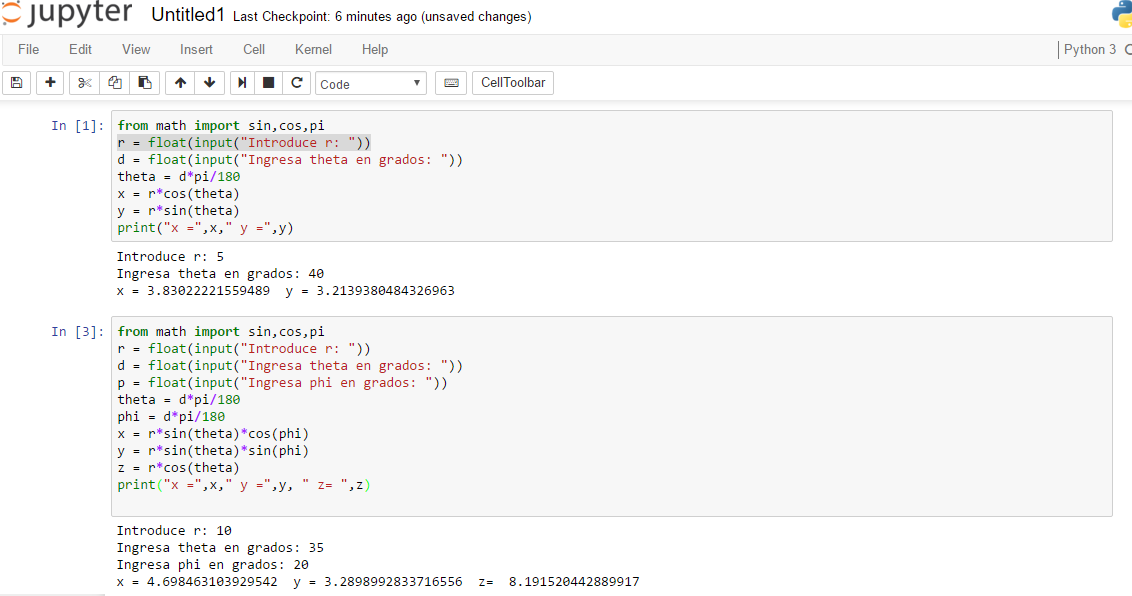 jupyter Untitled1 Last Checkpoint: 6 minutes ago (unsaved changes)
File Edit View Insert Cell Kernel Help Python 3
Code CellToolbar
In [1]: from math import sin,cos,pi
r = float(input("Introduce r: "))
d = float(input("Ingresa theta en grados: "))
theta = d*pi/180
x = r*cos(theta)
y = r*sin(theta)
print("x =",x," y =",y)
Introduce r: 5
Ingresa theta en grados: 40
x = 3.83022221559489  y = 3.2139380484326963
In [3]: from math import sin,cos,pi
r = float(input("Introduce r: "))
d = float(input("Ingresa theta en grados: "))
p = float(input("Ingresa phi en grados: "))
theta = d*pi/180
phi = d*pi/180
x = r*sin(theta)*cos(phi)
y = r*sin(theta)*sin(phi)
z = r*cos(theta)
print("x =",x," y =",y, " z= ",z)
Introduce r: 10
Ingresa theta en grados: 35
Ingresa phi en grados: 20
x = 4.698463103929542  y = 3.2898992833716556  z=  8.191520442889917